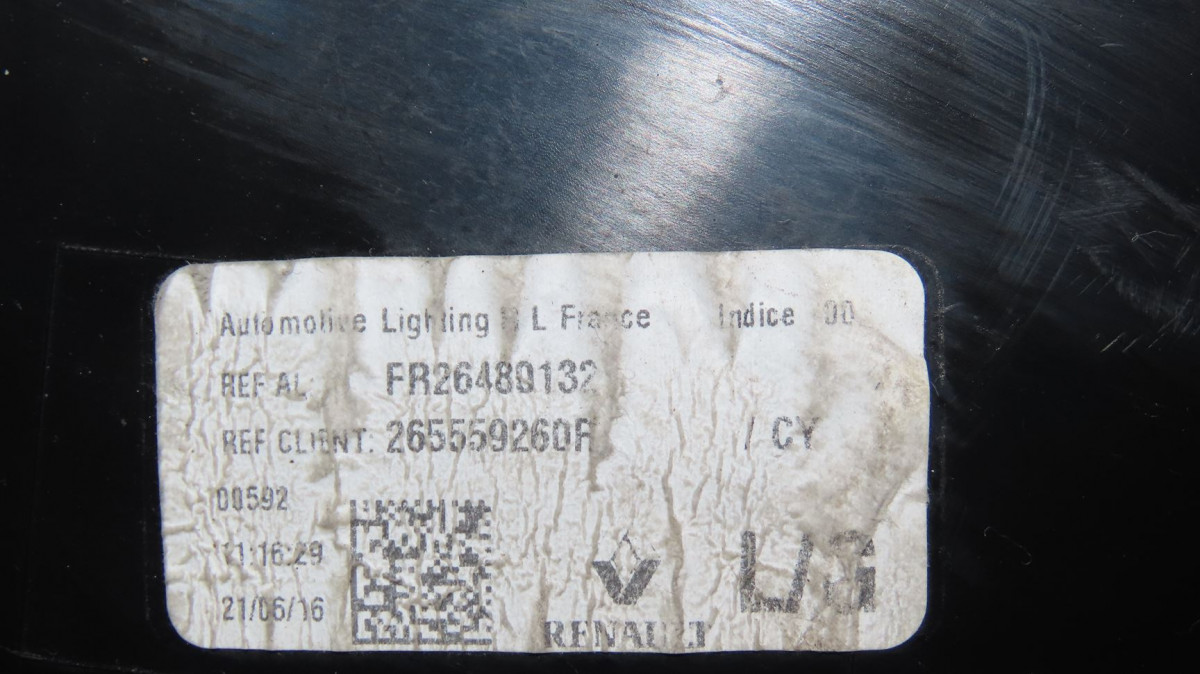 Automotive Lighting R L France Indice 00
REF AL: FR26489132
REF CLIENT: 265559260R / CY
00592
11:16:29
21/06/16
RENAULT